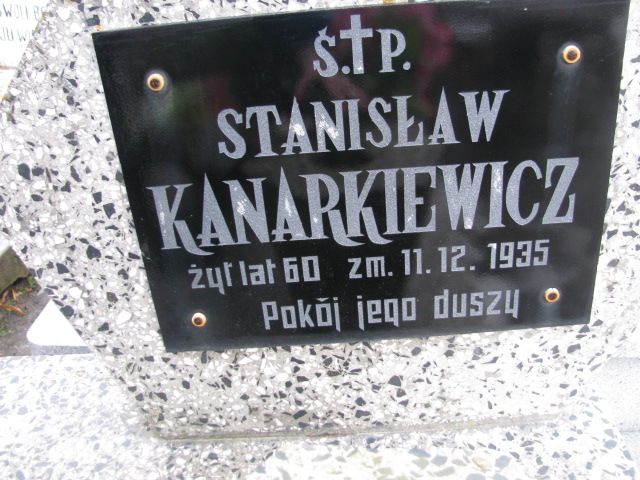 Ś.†P.
STANISŁAW
KANARKIEWICZ
żył lat 60 zm. 11.12.1935
Pokój jego duszy